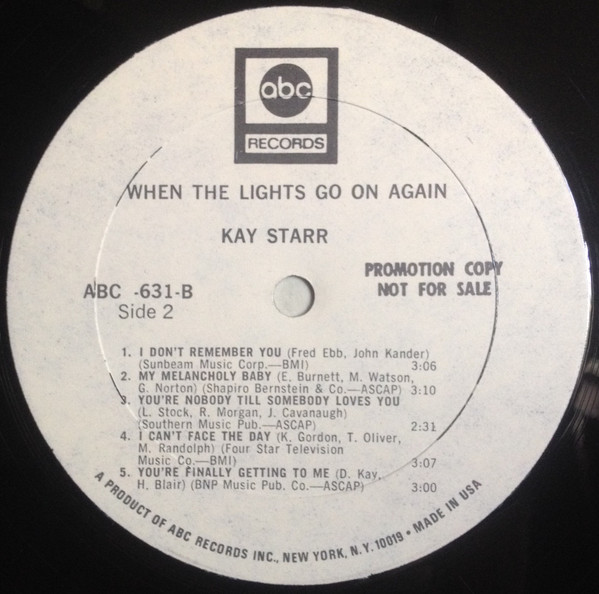 abc
RECORDS
WHEN THE LIGHTS GO ON AGAIN
KAY STARR
ABC -631-B
Side 2
PROMOTION COPY
NOT FOR SALE
1. I DON'T REMEMBER YOU (Fred Ebb, John Kander)
(Sunbeam Music Corp.—BMI) 3:06
2. MY MELANCHOLY BABY (E. Burnett, M. Watson,
G. Norton) (Shapiro Bernstein & Co.—ASCAP) 3:10
3. YOU'RE NOBODY TILL SOMEBODY LOVES YOU
(L. Stock, R. Morgan, J. Cavanaugh)
(Southern Music Pub.—ASCAP) 2:31
4. I CAN'T FACE THE DAY (K. Gordon, T. Oliver,
M. Randolph) (Four Star Television
Music Co.—BMI) 3:07
5. YOU'RE FINALLY GETTING TO ME (D. Kay,
H. Blair) (BNP Music Pub. Co.—ASCAP) 3:00
A PRODUCT OF ABC RECORDS INC., NEW YORK, N.Y. 10019 • MADE IN USA